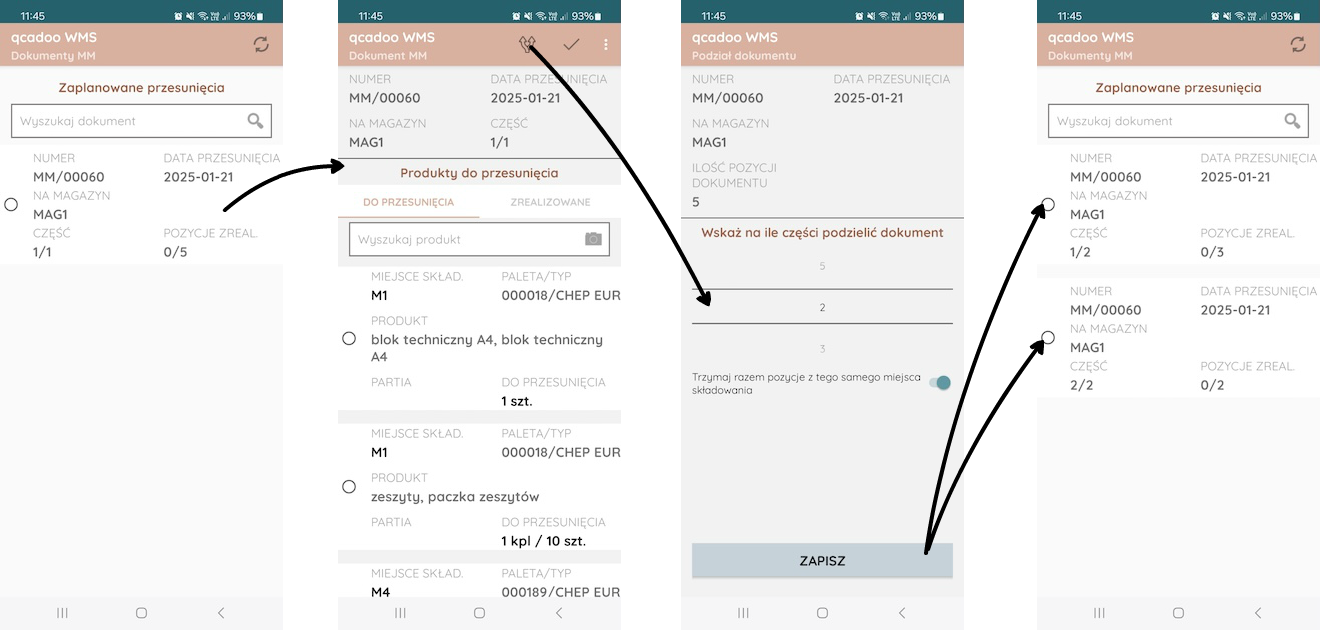 11:45
93%
qcadoo WMS
Dokumenty MM
Zaplanowane przesunięcia
Wyszukaj dokument
NUMER DATA PRZESUNIĘCIA
MM/00060 2025-01-21
NA MAGAZYN
MAG1
CZĘŚĆ POZYCJE ZREAL.
1/1 0/5
11:45
93%
qcadoo WMS
Dokument MM
NUMER DATA PRZESUNIĘCIA
MM/00060 2025-01-21
NA MAGAZYN CZĘŚĆ
MAG1 1/1
Produkty do przesunięcia
DO PRZESUNIĘCIA ZREALIZOWANE
Wyszukaj produkt
MIEJSCE SKŁAD. PALETA/TYP
M1 000018/CHEP EUR
PRODUKT
blok techniczny A4, blok techniczny
A4
PARTIA DO PRZESUNIĘCIA
1 szt.
MIEJSCE SKŁAD. PALETA/TYP
M1 000018/CHEP EUR
PRODUKT
zeszyty, paczka zeszytów
PARTIA DO PRZESUNIĘCIA
1 kpl / 10 szt.
MIEJSCE SKŁAD. PALETA/TYP
M4 000189/CHEP EUR
11:45
93%
qcadoo WMS
Podział dokumentu
NUMER DATA PRZESUNIĘCIA
MM/00060 2025-01-21
NA MAGAZYN
MAG1
ILOŚĆ POZYCJI
DOKUMENTU
5
Wskaż na ile części podzielić dokument
5
2
3
Trzymaj razem pozycje z tego samego miejsca
składowania
ZAPISZ
11:45
93%
qcadoo WMS
Dokumenty MM
Zaplanowane przesunięcia
Wyszukaj dokument
NUMER DATA PRZESUNIĘCIA
MM/00060 2025-01-21
NA MAGAZYN
MAG1
CZĘŚĆ POZYCJE ZREAL.
1/2 0/3
NUMER DATA PRZESUNIĘCIA
MM/00060 2025-01-21
NA MAGAZYN
MAG1
CZĘŚĆ POZYCJE ZREAL.
2/2 0/2